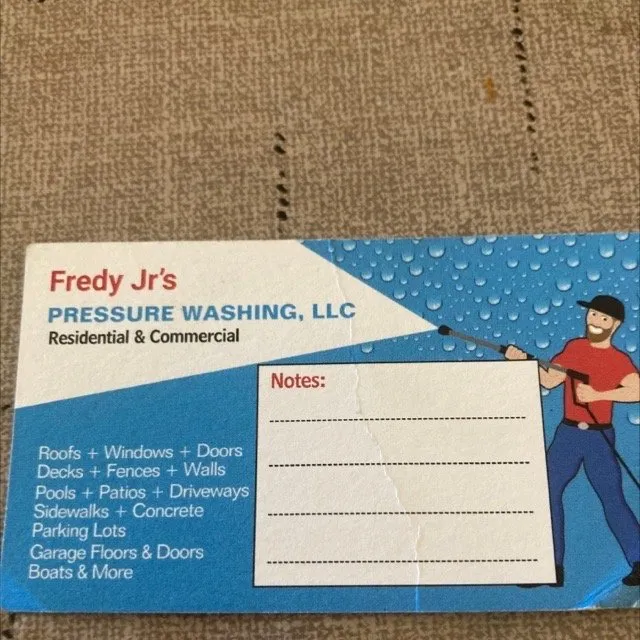 Fredy Jr's
PRESSURE WASHING, LLC
Residential & Commercial
Notes:
Roofs + Windows + Doors
Decks + Fences + Walls
Pools + Patios + Driveways
Sidewalks + Concrete
Parking Lots
Garage Floors & Doors
Boats & More